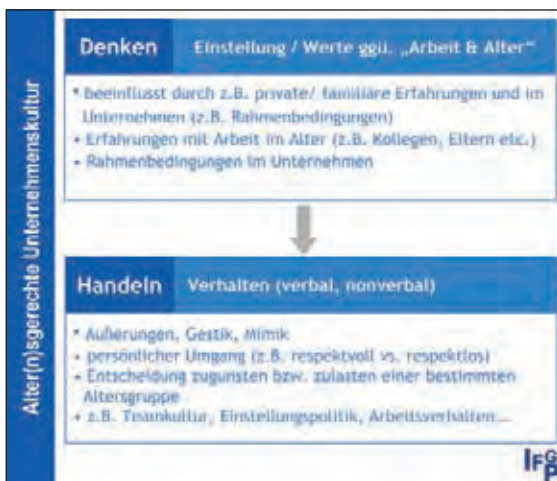 Alter(n)sgerechte Unternehmenskultur
Denken Einstellung / Werte ggü. „Arbeit & Alter“
• beeinflusst durch z.B. private/ familiäre Erfahrungen und im
Unternehmen (z.B. Rahmenbedingungen)
• Erfahrungen mit Arbeit im Alter (z.B. Kollegen, Eltern etc.)
• Rahmenbedingungen im Unternehmen
Handeln Verhalten (verbal, nonverbal)
• Äußerungen, Gestik, Mimik
• persönlicher Umgang (z.B. respektvoll vs. respektlos)
• Entscheidung zugunsten bzw. zulasten einer bestimmten
Altersgruppe
• z.B. Teamkultur, Einstellungspolitik, Arbeitsverhalten ...
IFGP